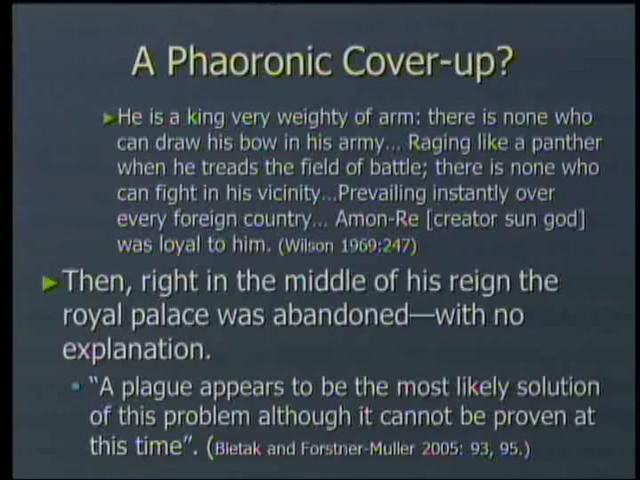 A Phaoronic Cover-up?
►He is a king very weighty of arm: there is none who
can draw his bow in his army... Raging like a panther
when he treads the field of battle; there is none who
can fight in his vicinity...Prevailing instantly over
every foreign country... Amon-Re [creator sun god]
was loyal to him. (Wilson 1969:247)
►Then, right in the middle of his reign the
royal palace was abandoned—with no
explanation.
▪ “A plague appears to be the most likely solution
of this problem although it cannot be proven at
this time”. (Bietak and Forstner-Muller 2005: 93, 95.)